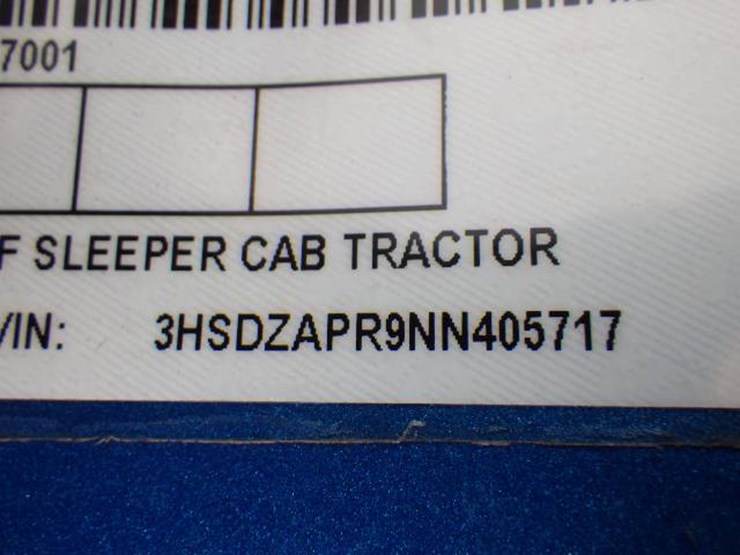 7001
F SLEEPER CAB TRACTOR
VIN: 3HSDZAPR9NN405717